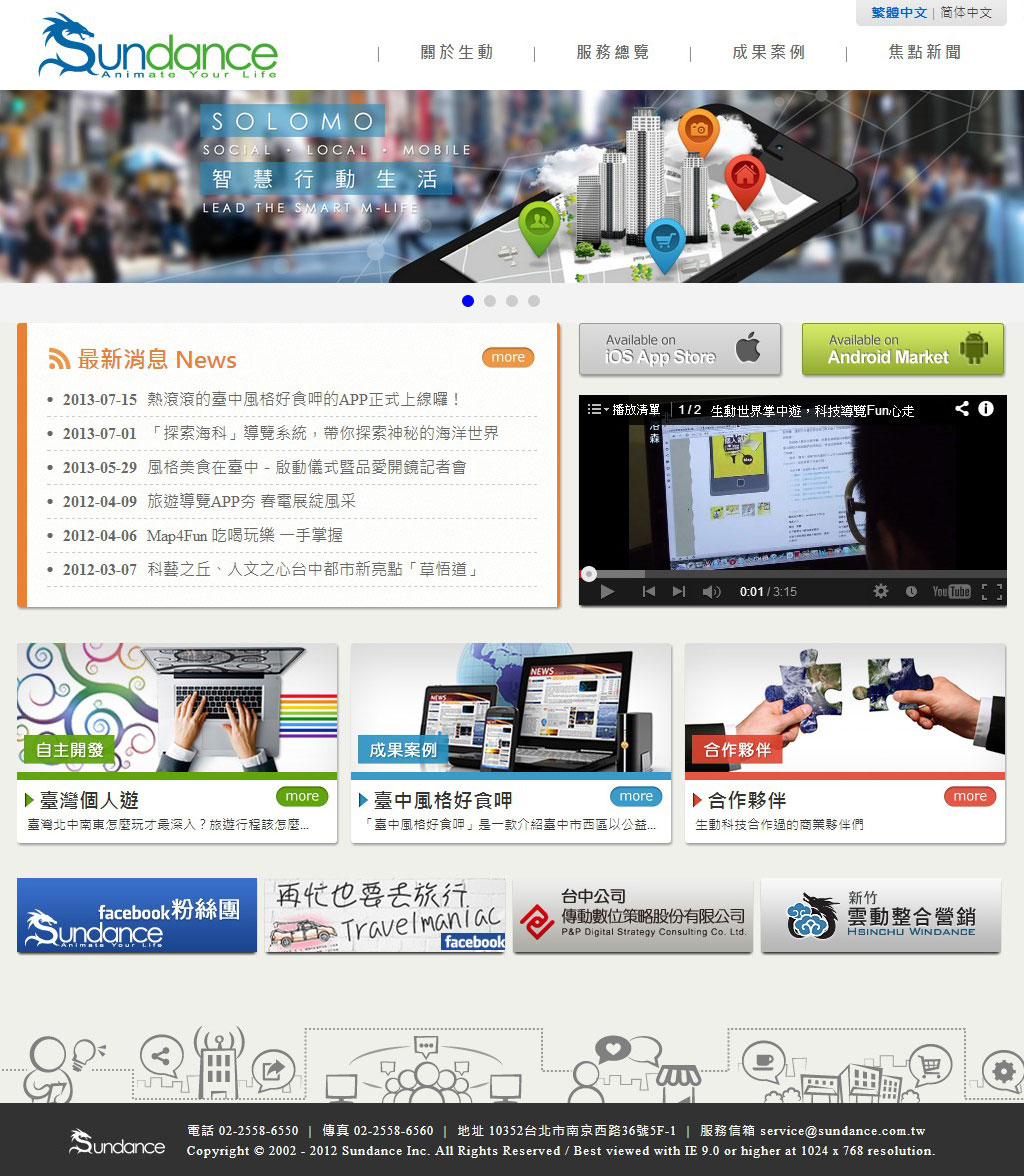 繁體中文 | 简体中文
Sundance
Animate Your Life
關於生動
服務總覽
成果案例
焦點新聞
SOLOMO
SOCIAL · LOCAL · MOBILE
智慧行動生活
LEAD THE SMART M-LIFE
最新消息 News
more
2013-07-15 熱滾滾的臺中風格好食呷的APP正式上線囉！
2013-07-01 「探索海科」導覽系統，帶你探索神秘的海洋世界
2013-05-29 風格美食在臺中 - 啟動儀式暨品愛開鏡記者會
2012-04-09 旅遊導覽APP夯 春電展綻風采
2012-04-06 Map4Fun 吃喝玩樂 一手掌握
2012-03-07 科藝之丘、人文之心台中都市新亮點「草悟道」
Available on
iOS App Store
Available on
Android Market
播放清單
1/2 生動世界掌中遊，科技導覽Fun心走
0:01 / 3:15
YouTube
自主開發
臺灣個人遊
more
臺灣北中南東怎麼玩才最深入？旅遊行程該怎麼...
NEWS
NEWS
成果案例
臺中風格好食呷
more
「臺中風格好食呷」是一款介紹臺中市西區以公益...
合作夥伴
合作夥伴
more
生動科技合作過的商業夥伴們
facebook粉絲團
Sundance
Animate Your Life
再忙也要去旅行
Travelmaniac
facebook
台中公司
傳動數位策略股份有限公司
P&P Digital Strategy Consulting Co. Ltd.
新竹
雲動整合營銷
HSINCHU WINDANCE
Sundance
電話 02-2558-6550 | 傳真 02-2558-6560 | 地址 10352台北市南京西路36號5F-1 | 服務信箱 service@sundance.com.tw
Copyright © 2002 - 2012 Sundance Inc. All Rights Reserved / Best viewed with IE 9.0 or higher at 1024 x 768 resolution.